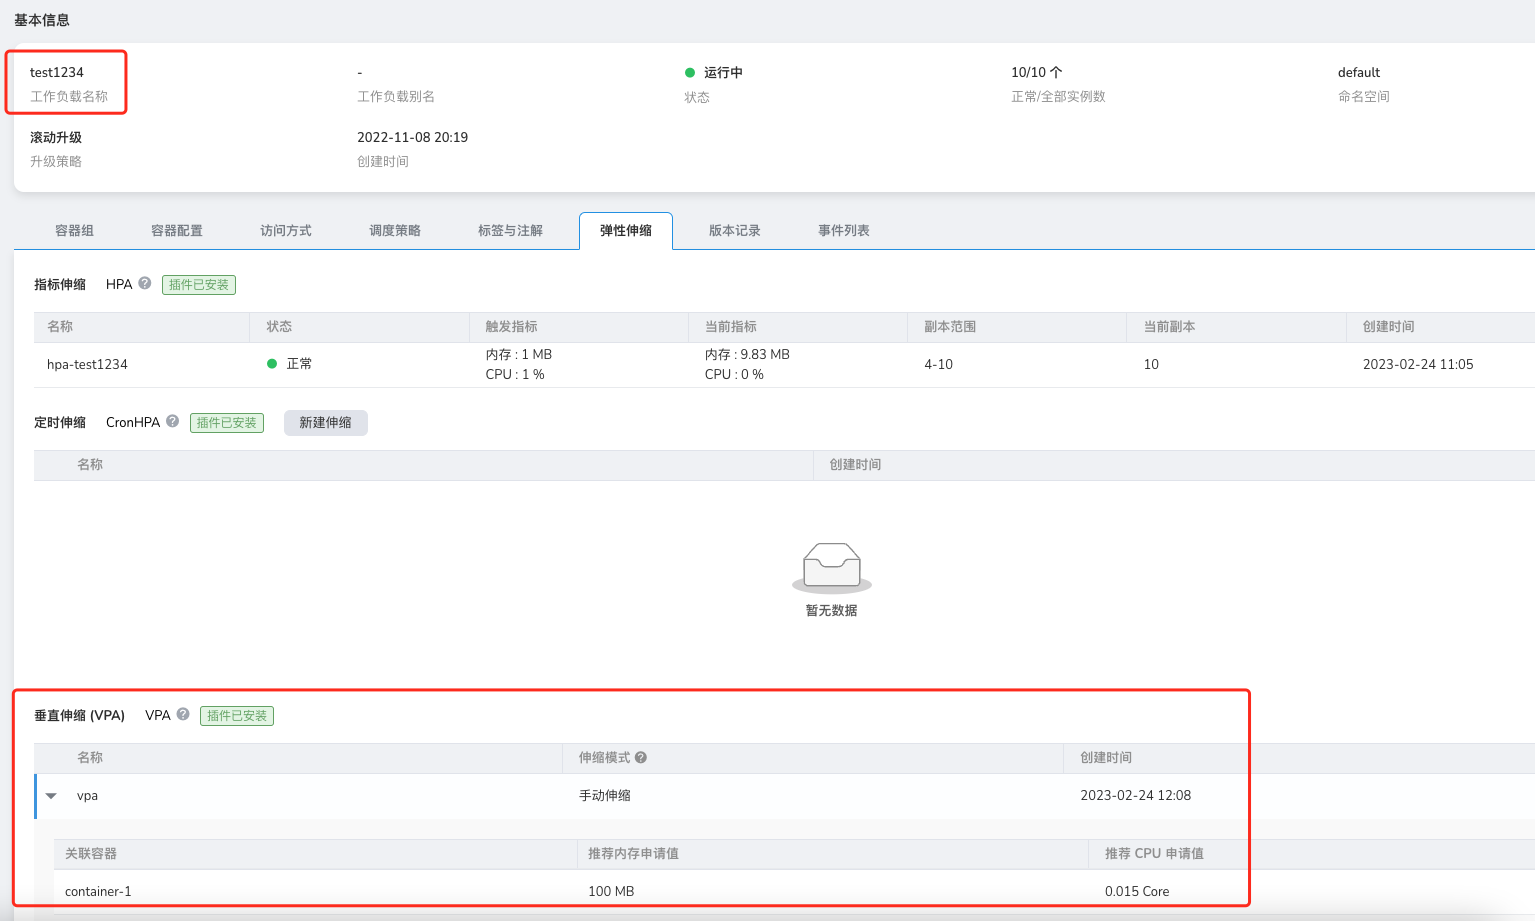 基本信息
test1234 - 运行中 10/10 个 default
工作负载名称 工作负载别名 状态 正常/全部实例数 命名空间
滚动升级 2022-11-08 20:19
升级策略 创建时间
容器组 容器配置 访问方式 调度策略 标签与注解 弹性伸缩 版本记录 事件列表
指标伸缩 HPA ? 插件已安装
名称 状态 触发指标 当前指标 副本范围 当前副本 创建时间
hpa-test1234 正常 内存 : 1 MB 内存 : 9.83 MB 4-10 10 2023-02-24 11:05
CPU : 1 % CPU : 0 %
定时伸缩 CronHPA ? 插件已安装 新建伸缩
名称 创建时间
暂无数据
垂直伸缩 (VPA) VPA ? 插件已安装
名称 伸缩模式 ? 创建时间
vpa 手动伸缩 2023-02-24 12:08
关联容器 推荐内存申请值 推荐 CPU 申请值
container-1 100 MB 0.015 Core